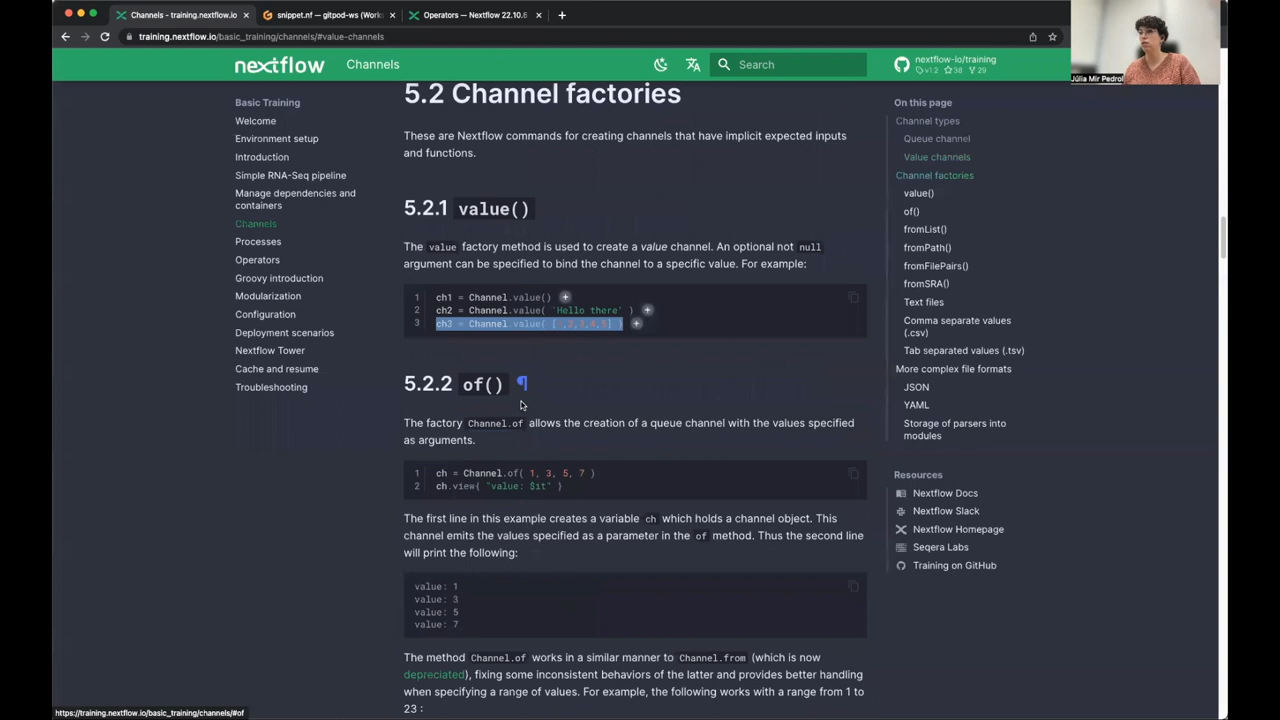 Channels - training.nextflow.io
snippet.nf — gitpod-ws (Work
Operators — Nextflow 22.10.6
training.nextflow.io/basic_training/channels/#value-channels
nextflow
Channels
Search
nextflow-io/training
v1.2 38 29
Júlia Mir Pedrol
Basic Training
Welcome
Environment setup
Introduction
Simple RNA-Seq pipeline
Manage dependencies and
containers
Channels
Processes
Operators
Groovy introduction
Modularization
Configuration
Deployment scenarios
Nextflow Tower
Cache and resume
Troubleshooting
5.2 Channel factories
These are Nextflow commands for creating channels that have implicit expected inputs
and functions.
5.2.1 value()
The value factory method is used to create a value channel. An optional not null
argument can be specified to bind the channel to a specific value. For example:
1 ch1 = Channel.value()
2 ch2 = Channel.value( 'Hello there' )
3 ch3 = Channel.value( [1,2,3,4,5] )
5.2.2 of() ¶
The factory Channel.of allows the creation of a queue channel with the values specified
as arguments.
1 ch = Channel.of( 1, 3, 5, 7 )
2 ch.view{ "value: $it" }
The first line in this example creates a variable ch which holds a channel object. This
channel emits the values specified as a parameter in the of method. Thus the second line
will print the following:
value: 1
value: 3
value: 5
value: 7
The method Channel.of works in a similar manner to Channel.from (which is now
depreciated), fixing some inconsistent behaviors of the latter and provides better handling
when specifying a range of values. For example, the following works with a range from 1 to
23 :
On this page
Channel types
Queue channel
Value channels
Channel factories
value()
of()
fromList()
fromPath()
fromFilePairs()
fromSRA()
Text files
Comma separate values
(.csv)
Tab separated values (.tsv)
More complex file formats
JSON
YAML
Storage of parsers into
modules
Resources
Nextflow Docs
Nextflow Slack
Nextflow Homepage
Seqera Labs
Training on GitHub
https://training.nextflow.io/basic_training/channels/#of